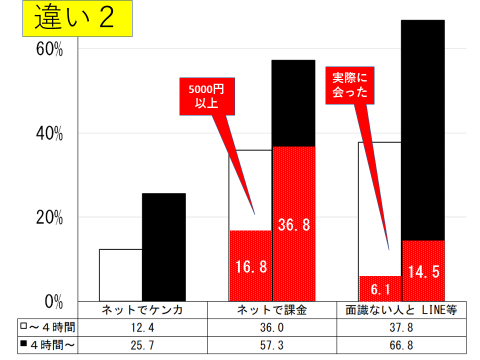 違い２
60%
5000円
以上
実際に
会った
40%
36.8
20%
16.8
14.5
6.1
0%
ネットでケンカ ネットで課金 面識ない人と LINE等
□～４時間 12.4 36.0 37.8
■４時間～ 25.7 57.3 66.8